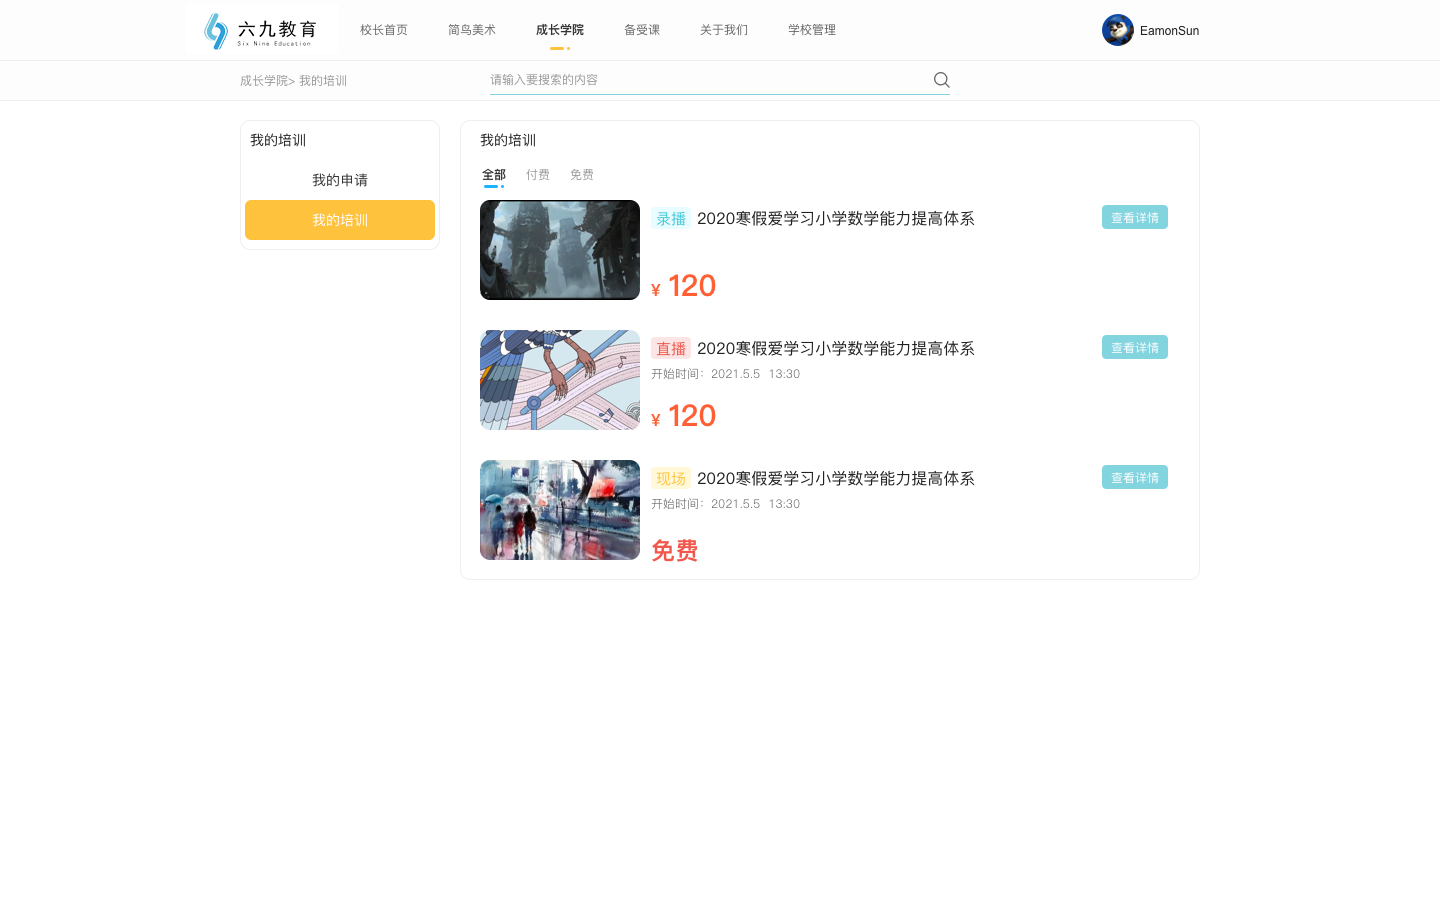 六九教育
Six Nine Education
校长首页 简鸟美术 成长学院 备受课 关于我们 学校管理
EamonSun
成长学院> 我的培训
请输入要搜索的内容
我的培训
我的申请
我的培训
我的培训
全部 付费 免费
录播 2020寒假爱学习小学数学能力提高体系
查看详情
¥ 120
直播 2020寒假爱学习小学数学能力提高体系
查看详情
开始时间：2021.5.5 13:30
¥ 120
现场 2020寒假爱学习小学数学能力提高体系
查看详情
开始时间：2021.5.5 13:30
免费